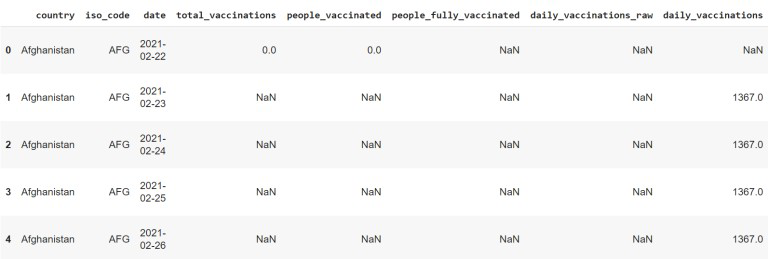 country iso_code date total_vaccinations people_vaccinated people_fully_vaccinated daily_vaccinations_raw daily_vaccinations
0 Afghanistan AFG 2021-02-22 0.0 0.0 NaN NaN NaN
1 Afghanistan AFG 2021-02-23 NaN NaN NaN NaN 1367.0
2 Afghanistan AFG 2021-02-24 NaN NaN NaN NaN 1367.0
3 Afghanistan AFG 2021-02-25 NaN NaN NaN NaN 1367.0
4 Afghanistan AFG 2021-02-26 NaN NaN NaN NaN 1367.0